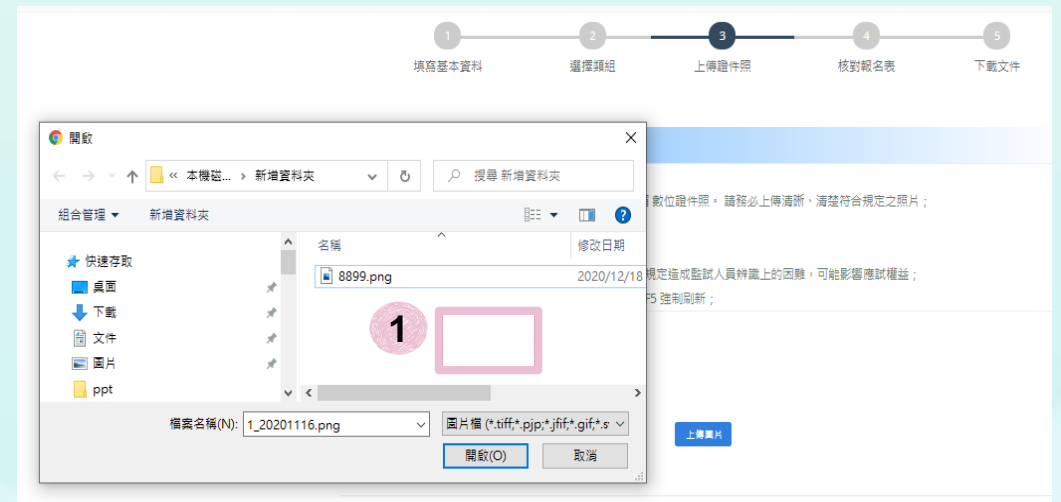 1
2
3
4
5
填寫基本資料
選擇類組
上傳證件照
核對報名表
下載文件
開啟
« 本機磁... › 新增資料夾
搜尋 新增資料夾
組合管理
新增資料夾
數位證件照。 請務必上傳清晰、清楚符合規定之照片；
規定造成監試人員辨識上的困難，可能影響應試權益；
F5 強制刷新；
快速存取
桌面
下載
文件
圖片
ppt
名稱
修改日期
8899.png
2020/12/18
1
檔案名稱(N):
1_20201116.png
圖片檔 (*.tiff;*.pjp;*.jfif;*.gif;*.s
開啟(O)
取消
上傳圖片